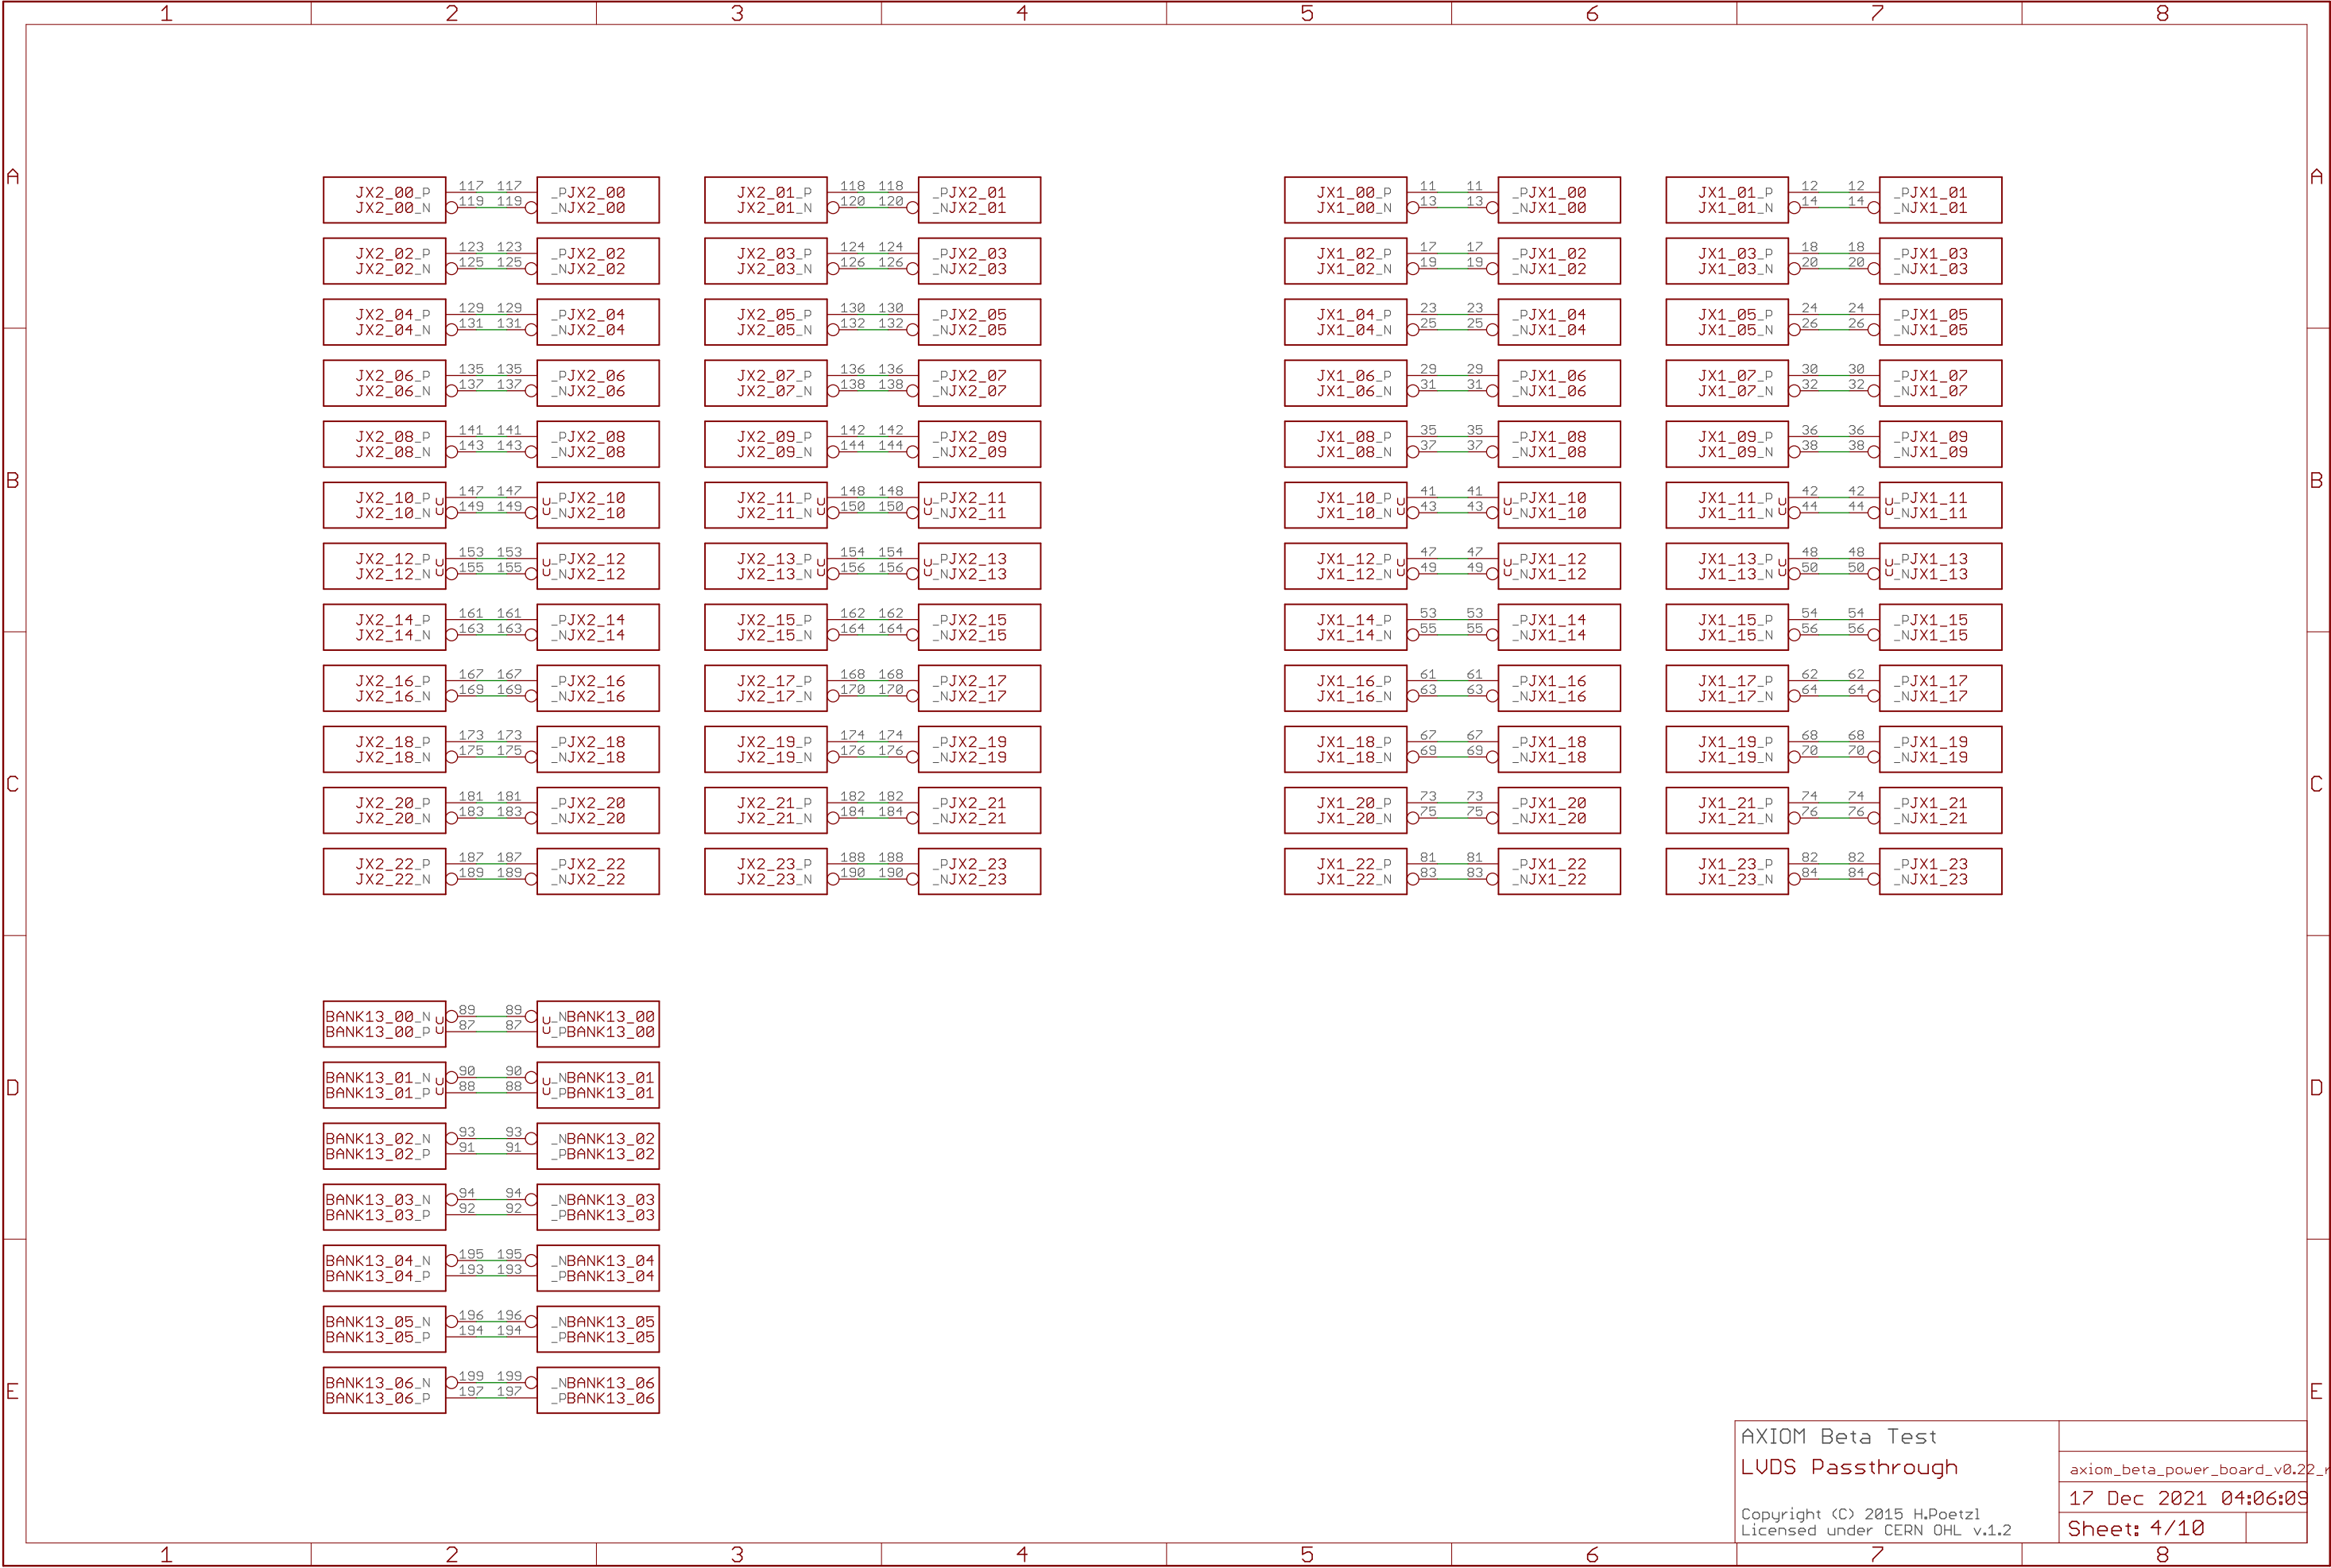 1 2 3 4 5 6 7 8
A A
JX2_00_P 117 117 _PJX2_00 JX2_01_P 118 118 _PJX2_01 JX1_00_P 11 11 _PJX1_00 JX1_01_P 12 12 _PJX1_01
JX2_00_N 119 119 _NJX2_00 JX2_01_N 120 120 _NJX2_01 JX1_00_N 13 13 _NJX1_00 JX1_01_N 14 14 _NJX1_01
JX2_02_P 123 123 _PJX2_02 JX2_03_P 124 124 _PJX2_03 JX1_02_P 17 17 _PJX1_02 JX1_03_P 18 18 _PJX1_03
JX2_02_N 125 125 _NJX2_02 JX2_03_N 126 126 _NJX2_03 JX1_02_N 19 19 _NJX1_02 JX1_03_N 20 20 _NJX1_03
JX2_04_P 129 129 _PJX2_04 JX2_05_P 130 130 _PJX2_05 JX1_04_P 23 23 _PJX1_04 JX1_05_P 24 24 _PJX1_05
JX2_04_N 131 131 _NJX2_04 JX2_05_N 132 132 _NJX2_05 JX1_04_N 25 25 _NJX1_04 JX1_05_N 26 26 _NJX1_05
JX2_06_P 135 135 _PJX2_06 JX2_07_P 136 136 _PJX2_07 JX1_06_P 29 29 _PJX1_06 JX1_07_P 30 30 _PJX1_07
JX2_06_N 137 137 _NJX2_06 JX2_07_N 138 138 _NJX2_07 JX1_06_N 31 31 _NJX1_06 JX1_07_N 32 32 _NJX1_07
JX2_08_P 141 141 _PJX2_08 JX2_09_P 142 142 _PJX2_09 JX1_08_P 35 35 _PJX1_08 JX1_09_P 36 36 _PJX1_09
JX2_08_N 143 143 _NJX2_08 JX2_09_N 144 144 _NJX2_09 JX1_08_N 37 37 _NJX1_08 JX1_09_N 38 38 _NJX1_09
B B
JX2_10_P 147 147 _PJX2_10 JX2_11_P 148 148 _PJX2_11 JX1_10_P 41 41 _PJX1_10 JX1_11_P 42 42 _PJX1_11
JX2_10_N 149 149 _NJX2_10 JX2_11_N 150 150 _NJX2_11 JX1_10_N 43 43 _NJX1_10 JX1_11_N 44 44 _NJX1_11
JX2_12_P 153 153 _PJX2_12 JX2_13_P 154 154 _PJX2_13 JX1_12_P 47 47 _PJX1_12 JX1_13_P 48 48 _PJX1_13
JX2_12_N 155 155 _NJX2_12 JX2_13_N 156 156 _NJX2_13 JX1_12_N 49 49 _NJX1_12 JX1_13_N 50 50 _NJX1_13
JX2_14_P 161 161 _PJX2_14 JX2_15_P 162 162 _PJX2_15 JX1_14_P 53 53 _PJX1_14 JX1_15_P 54 54 _PJX1_15
JX2_14_N 163 163 _NJX2_14 JX2_15_N 164 164 _NJX2_15 JX1_14_N 55 55 _NJX1_14 JX1_15_N 56 56 _NJX1_15
JX2_16_P 167 167 _PJX2_16 JX2_17_P 168 168 _PJX2_17 JX1_16_P 61 61 _PJX1_16 JX1_17_P 62 62 _PJX1_17
JX2_16_N 169 169 _NJX2_16 JX2_17_N 170 170 _NJX2_17 JX1_16_N 63 63 _NJX1_16 JX1_17_N 64 64 _NJX1_17
JX2_18_P 173 173 _PJX2_18 JX2_19_P 174 174 _PJX2_19 JX1_18_P 67 67 _PJX1_18 JX1_19_P 68 68 _PJX1_19
JX2_18_N 175 175 _NJX2_18 JX2_19_N 176 176 _NJX2_19 JX1_18_N 69 69 _NJX1_18 JX1_19_N 70 70 _NJX1_19
C C
JX2_20_P 181 181 _PJX2_20 JX2_21_P 182 182 _PJX2_21 JX1_20_P 73 73 _PJX1_20 JX1_21_P 74 74 _PJX1_21
JX2_20_N 183 183 _NJX2_20 JX2_21_N 184 184 _NJX2_21 JX1_20_N 75 75 _NJX1_20 JX1_21_N 76 76 _NJX1_21
JX2_22_P 187 187 _PJX2_22 JX2_23_P 188 188 _PJX2_23 JX1_22_P 81 81 _PJX1_22 JX1_23_P 82 82 _PJX1_23
JX2_22_N 189 189 _NJX2_22 JX2_23_N 190 190 _NJX2_23 JX1_22_N 83 83 _NJX1_22 JX1_23_N 84 84 _NJX1_23
BANK13_00_N 89 89 _NBANK13_00
BANK13_00_P 87 87 _PBANK13_00
BANK13_01_N 90 90 _NBANK13_01
BANK13_01_P 88 88 _PBANK13_01
D D
BANK13_02_N 93 93 _NBANK13_02
BANK13_02_P 91 91 _PBANK13_02
BANK13_03_N 94 94 _NBANK13_03
BANK13_03_P 92 92 _PBANK13_03
BANK13_04_N 195 195 _NBANK13_04
BANK13_04_P 193 193 _PBANK13_04
BANK13_05_N 196 196 _NBANK13_05
BANK13_05_P 194 194 _PBANK13_05
BANK13_06_N 199 199 _NBANK13_06
BANK13_06_P 197 197 _PBANK13_06
E E
AXIOM Beta Test
LVDS Passthrough
Copyright (C) 2015 H.Poetzl
Licensed under CERN OHL v.1.2
axiom_beta_power_board_v0.22_r
17 Dec 2021 04:06:09
Sheet: 4/10
1 2 3 4 5 6 7 8